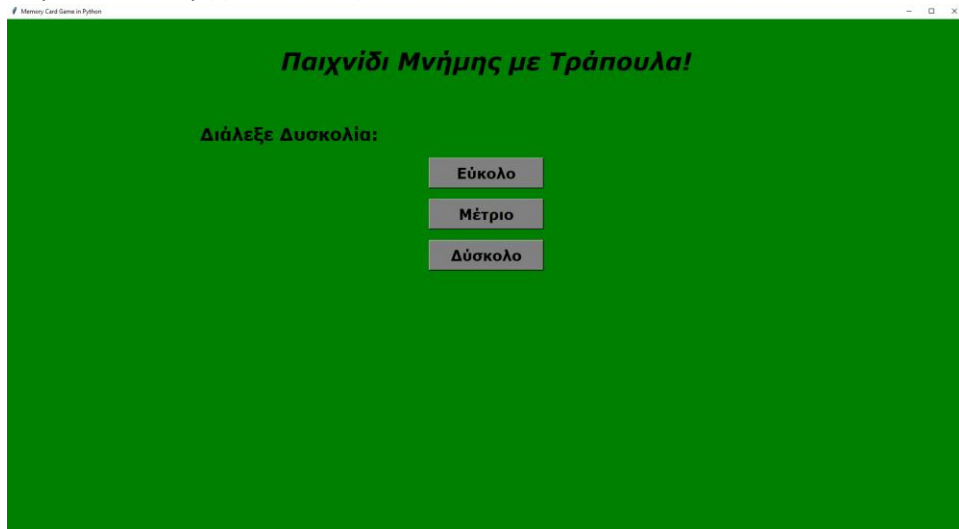 Memory Card Game in Python
Παιχνίδι Μνήμης με Τράπουλα!
Διάλεξε Δυσκολία:
Εύκολο
Μέτριο
Δύσκολο